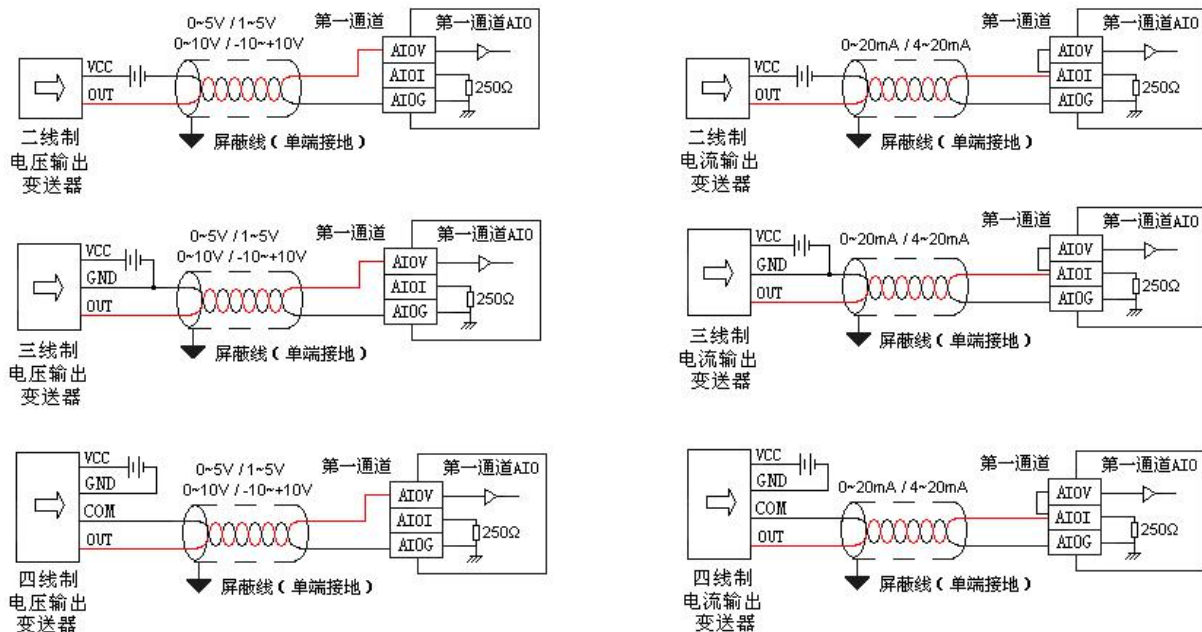 0~5V / 1~5V
0~10V / -10~+10V
第一通道
第一通道AIO
VCC
OUT
AI0V
AI0I
AI0G
250Ω
二线制
电压输出
变送器
屏蔽线(单端接地)
0~20mA / 4~20mA
第一通道
第一通道AIO
VCC
OUT
AI0V
AI0I
AI0G
250Ω
二线制
电流输出
变送器
屏蔽线(单端接地)
0~5V / 1~5V
0~10V / -10~+10V
第一通道
第一通道AIO
VCC
GND
OUT
AI0V
AI0I
AI0G
250Ω
三线制
电压输出
变送器
屏蔽线(单端接地)
0~20mA / 4~20mA
第一通道
第一通道AIO
VCC
GND
OUT
AI0V
AI0I
AI0G
250Ω
三线制
电流输出
变送器
屏蔽线(单端接地)
0~5V / 1~5V
0~10V / -10~+10V
第一通道
第一通道AIO
VCC
GND
COM
OUT
AI0V
AI0I
AI0G
250Ω
四线制
电压输出
变送器
屏蔽线(单端接地)
0~20mA / 4~20mA
第一通道
第一通道AIO
VCC
GND
COM
OUT
AI0V
AI0I
AI0G
250Ω
四线制
电流输出
变送器
屏蔽线(单端接地)